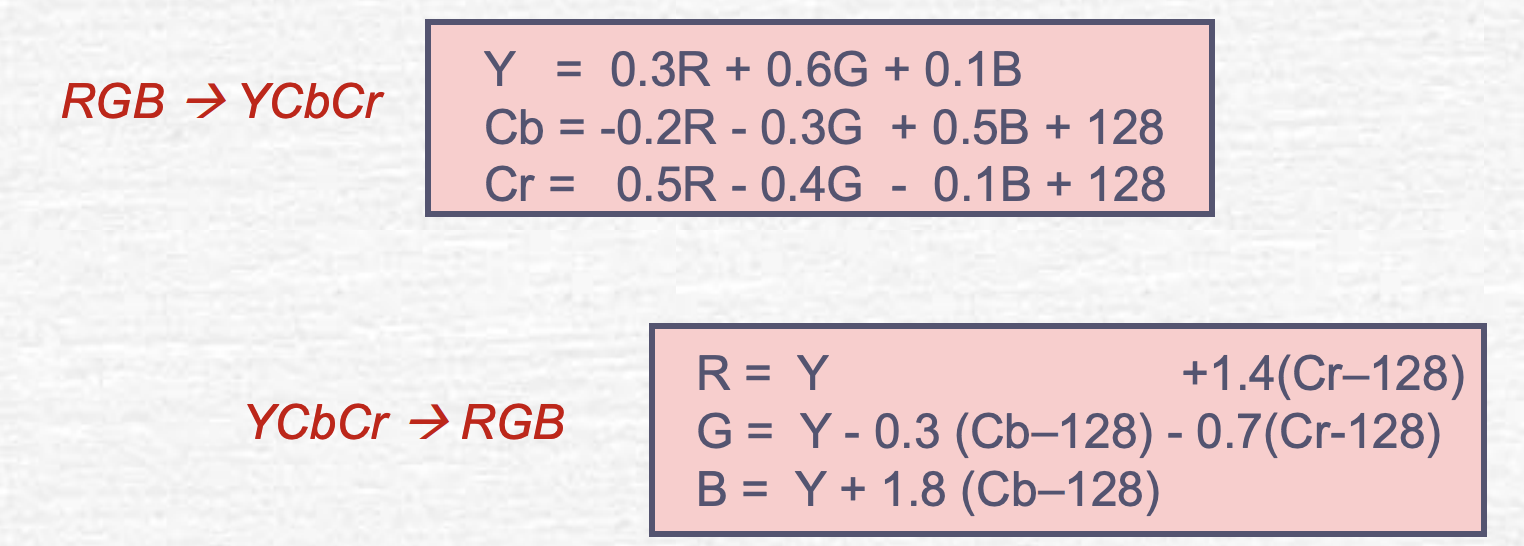 RGB → YCbCr
Y = 0.3R + 0.6G + 0.1B
Cb = -0.2R - 0.3G + 0.5B + 128
Cr = 0.5R - 0.4G - 0.1B + 128
YCbCr → RGB
R = Y +1.4(Cr–128)
G = Y - 0.3 (Cb–128) - 0.7(Cr-128)
B = Y + 1.8 (Cb–128)